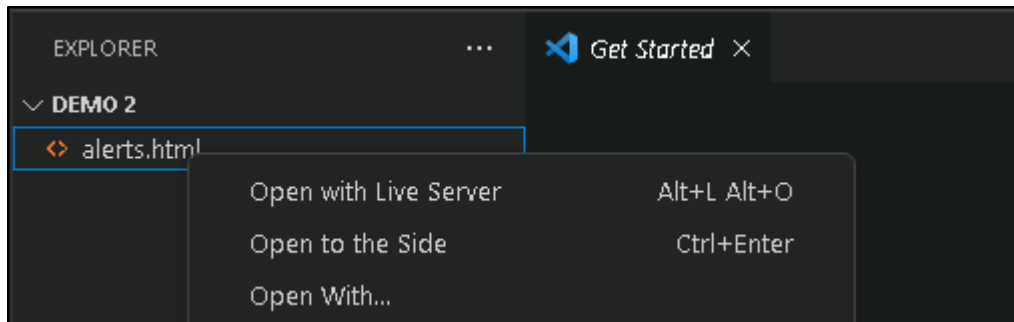 EXPLORER ... Get Started
DEMO 2
alerts.html
Open with Live Server Alt+L Alt+O
Open to the Side Ctrl+Enter
Open With...